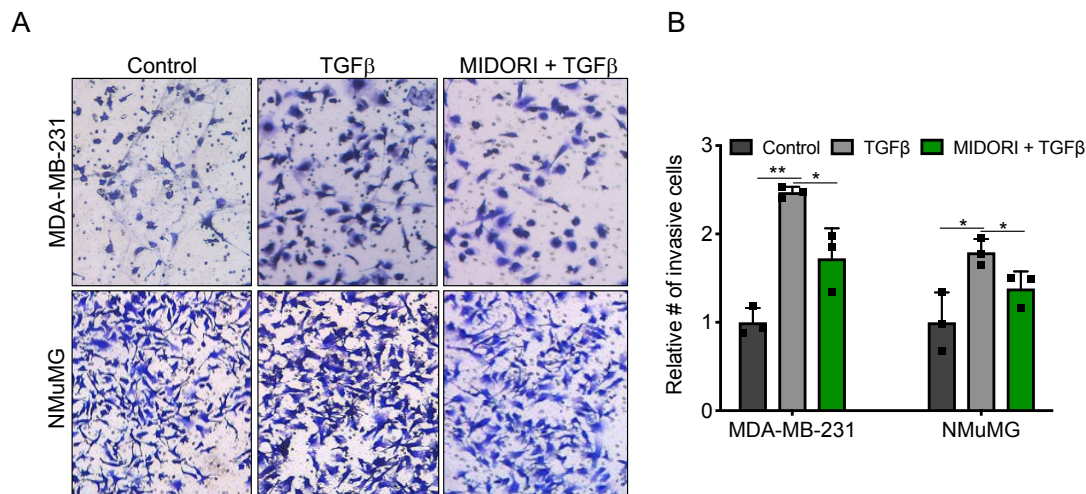 A
B
Control
TGFβ
MIDORI + TGFβ
MDA-MB-231
NMuMG
Control
TGFβ
MIDORI + TGFβ
Relative # of invasive cells
3
2
1
0
**
*
*
*
MDA-MB-231
NMuMG